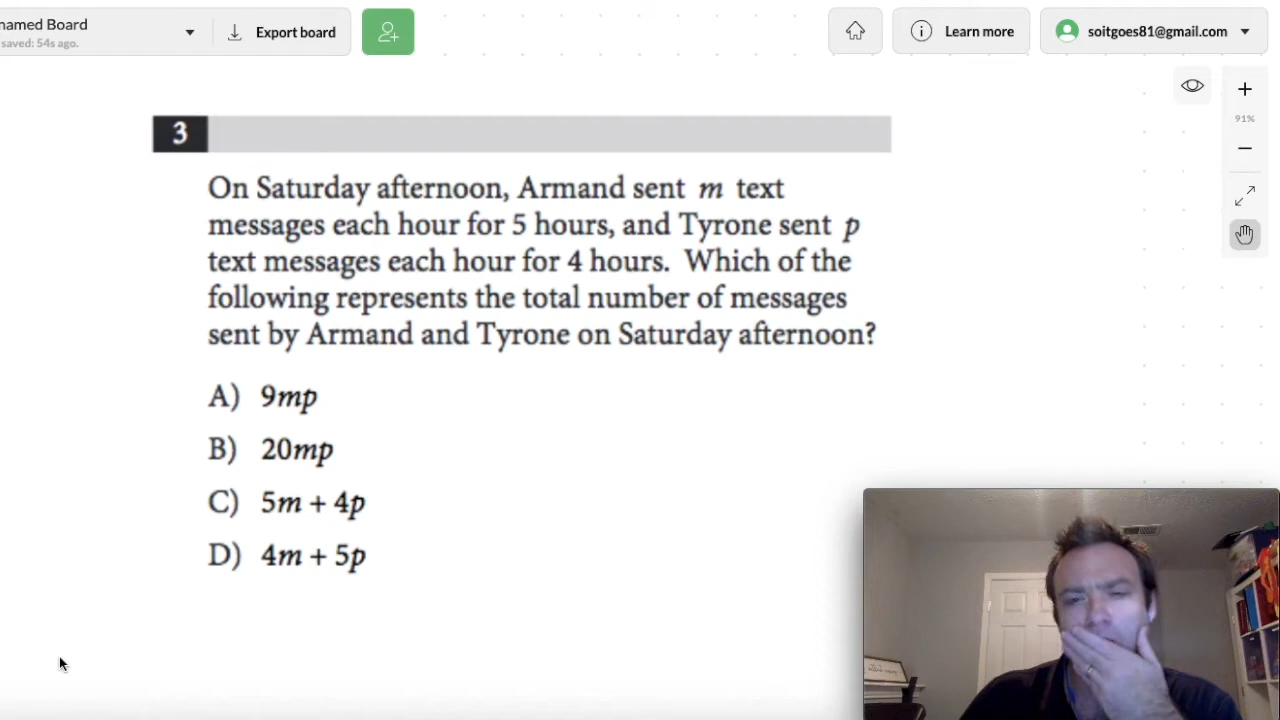 named Board
saved: 54s ago.
Export board
Learn more
soitgoes81@gmail.com
91%
3
On Saturday afternoon, Armand sent m text
messages each hour for 5 hours, and Tyrone sent p
text messages each hour for 4 hours. Which of the
following represents the total number of messages
sent by Armand and Tyrone on Saturday afternoon?
A) 9mp
B) 20mp
C) 5m + 4p
D) 4m + 5p